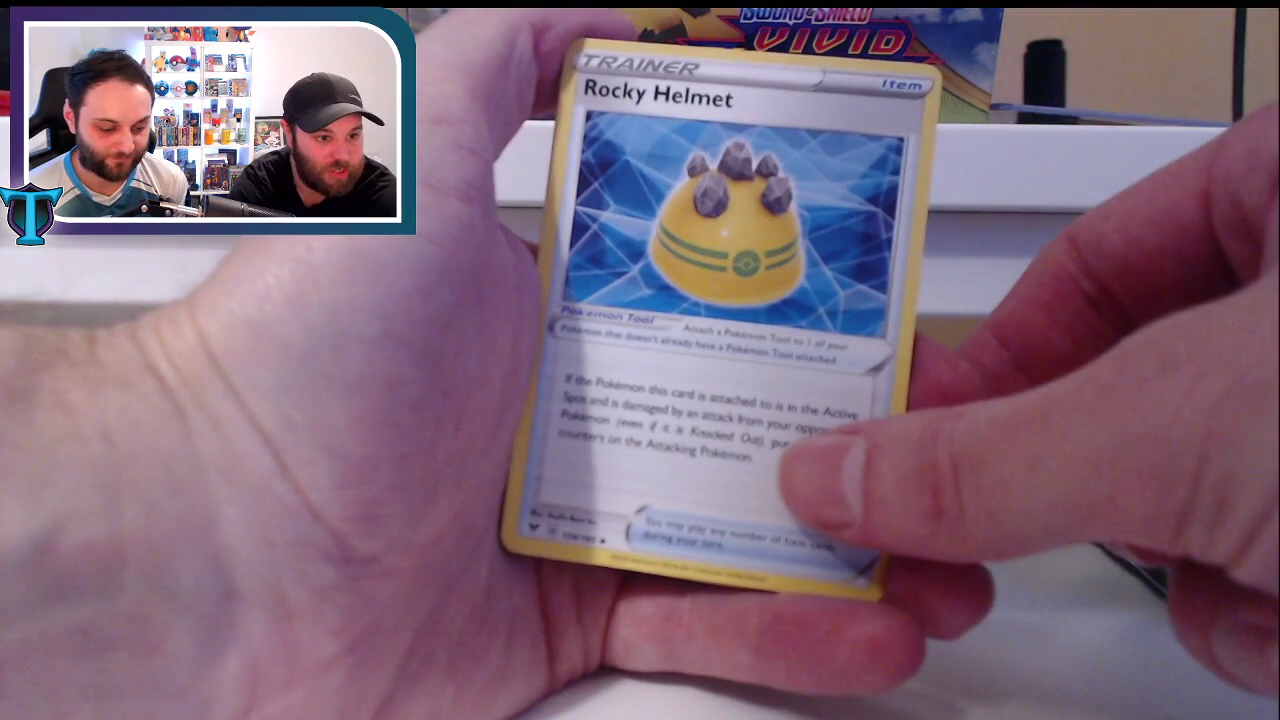 SWORD & SHIELD
VIVID
TRAINER
Item
Rocky Helmet
Pokémon Tool
Attach a Pokémon Tool to 1 of your
Pokémon that doesn't already have a Pokémon Tool attached
If the Pokémon this card is attached to is in the Active
Spot and is damaged by an attack from your oppon
Pokémon (even if it is Knocked Out), put
counters on the Attacking Pokémon.
You may play any number of Item cards
during your turn.